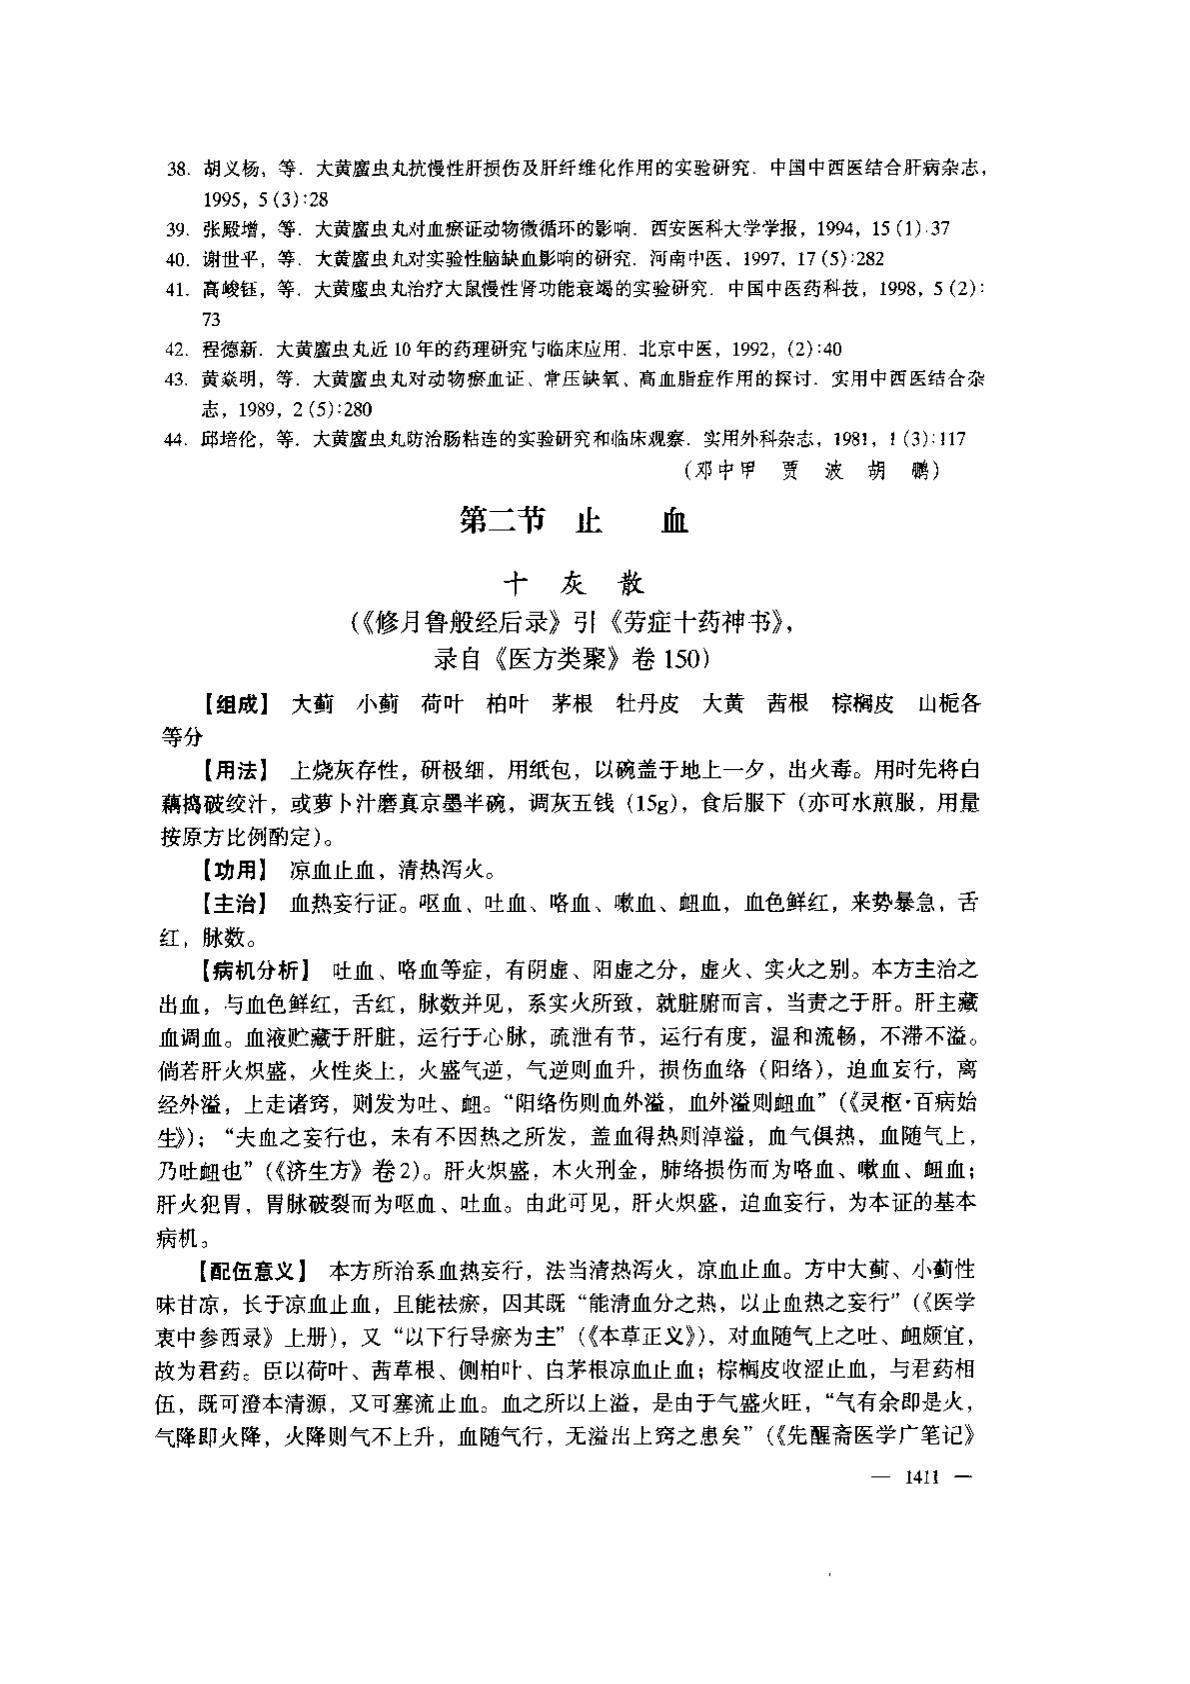 38. 胡义杨，等. 大黄䗪虫丸抗慢性肝损伤及肝纤维化作用的实验研究. 中国中西医结合肝病杂志，
1995，5 (3):28
39. 张殿增，等. 大黄䗪虫丸对血瘀证动物微循环的影响. 西安医科大学学报，1994，15 (1):37
40. 谢世平，等. 大黄䗪虫丸对实验性脑缺血影响的研究. 河南中医，1997，17 (5):282
41. 高峻钰，等. 大黄䗪虫丸治疗大鼠慢性肾功能衰竭的实验研究. 中国中医药科技，1998，5 (2):
73
42. 程德新. 大黄䗪虫丸近 10 年的药理研究与临床应用. 北京中医，1992，(2):40
43. 黄焱明，等. 大黄䗪虫丸对动物瘀血证、常压缺氧、高血脂症作用的探讨. 实用中西医结合杂
志，1989，2 (5):280
44. 邱培伦，等. 大黄䗪虫丸防治肠粘连的实验研究和临床观察. 实用外科杂志，1981，1 (3):117
（邓中甲 贾 波 胡 鹏）
第二节 止 血
十 灰 散
（《修月鲁般经后录》引《劳症十药神书》，
录自《医方类聚》卷 150）
【组成】 大蓟 小蓟 荷叶 柏叶 茅根 牡丹皮 大黄 茜根 棕榈皮 山栀各
等分
【用法】 上烧灰存性，研极细，用纸包，以碗盖于地上一夕，出火毒。用时先将白
藕捣破绞汁，或萝卜汁磨真京墨半碗，调灰五钱（15g），食后服下（亦可水煎服，用量
按原方比例酌定）。
【功用】 凉血止血，清热泻火。
【主治】 血热妄行证。呕血、吐血、咯血、嗽血、衄血，血色鲜红，来势暴急，舌
红，脉数。
【病机分析】 吐血、咯血等症，有阴虚、阳虚之分，虚火、实火之别。本方主治之
出血，与血色鲜红，舌红，脉数并见，系实火所致，就脏腑而言，当责之于肝。肝主藏
血调血。血液贮藏于肝脏，运行于心脉，疏泄有节，运行有度，温和流畅，不滞不溢。
倘若肝火炽盛，火性炎上，火盛气逆，气逆则血升，损伤血络（阳络），迫血妄行，离
经外溢，上走诸窍，则发为吐、衄。“阳络伤则血外溢，血外溢则衄血”（《灵枢·百病始
生》）；“夫血之妄行也，未有不因热之所发，盖血得热则淖溢，血气俱热，血随气上，
乃吐衄也”（《济生方》卷2）。肝火炽盛，木火刑金，肺络损伤而为咯血、嗽血、衄血；
肝火犯胃，胃脉破裂而为呕血、吐血。由此可见，肝火炽盛，迫血妄行，为本证的基本
病机。
【配伍意义】 本方所治系血热妄行，法当清热泻火，凉血止血。方中大蓟、小蓟性
味甘凉，长于凉血止血，且能祛瘀，因其既“能清血分之热，以止血热之妄行”（《医学
衷中参西录》上册），又“以下行导瘀为主”（《本草正义》），对血随气上之吐、衄颇宜，
故为君药。臣以荷叶、茜草根、侧柏叶、白茅根凉血止血；棕榈皮收涩止血，与君药相
伍，既可澄本清源，又可塞流止血。血之所以上溢，是由于气盛火旺，“气有余即是火，
气降即火降，火降则气不上升，血随气行，无溢出上窍之患矣”（《先醒斋医学广笔记》
— 1411 —